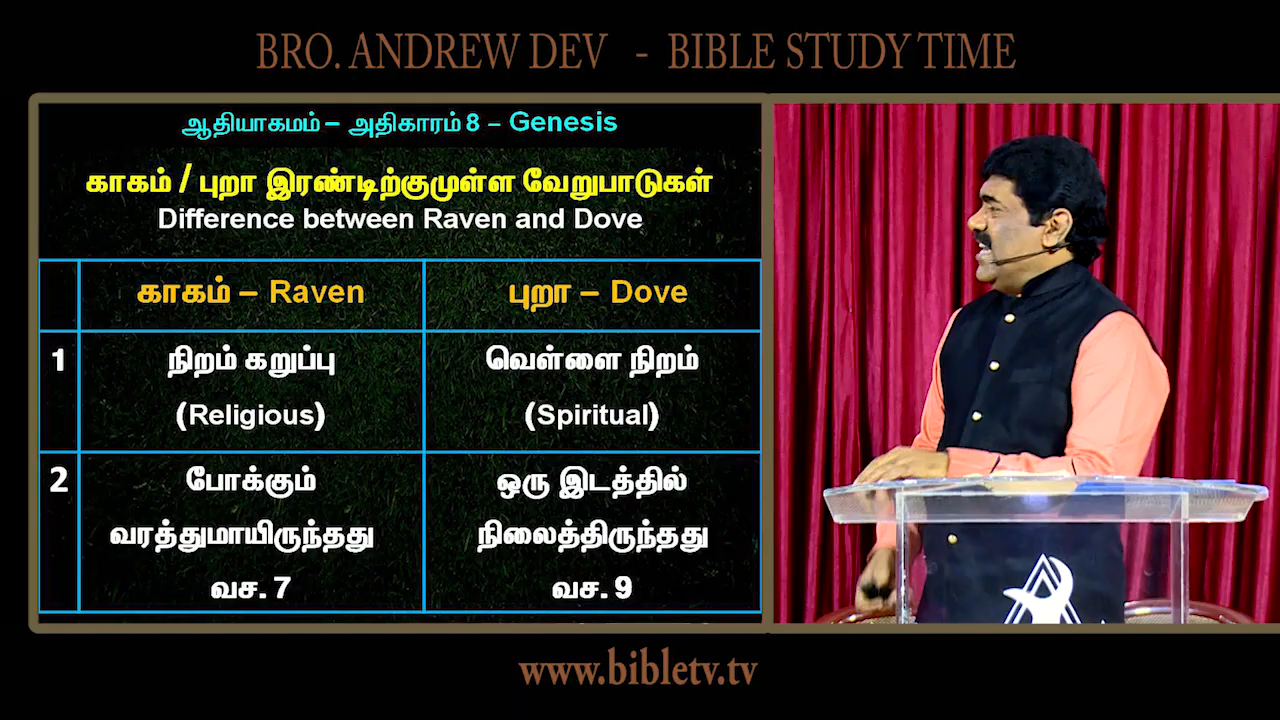 BRO. ANDREW DEV - BIBLE STUDY TIME
ஆதியாகமம் – அதிகாரம் 8 – Genesis
காகம் / புறா இரண்டிற்குமுள்ள வேறுபாடுகள்
Difference between Raven and Dove
காகம் – Raven
புறா – Dove
1
நிறம் கறுப்பு
(Religious)
வெள்ளை நிறம்
(Spiritual)
2
போக்கும்
வரத்துமாயிருந்தது
வச. 7
ஒரு இடத்தில்
நிலைத்திருந்தது
வச. 9
www.bibletv.tv